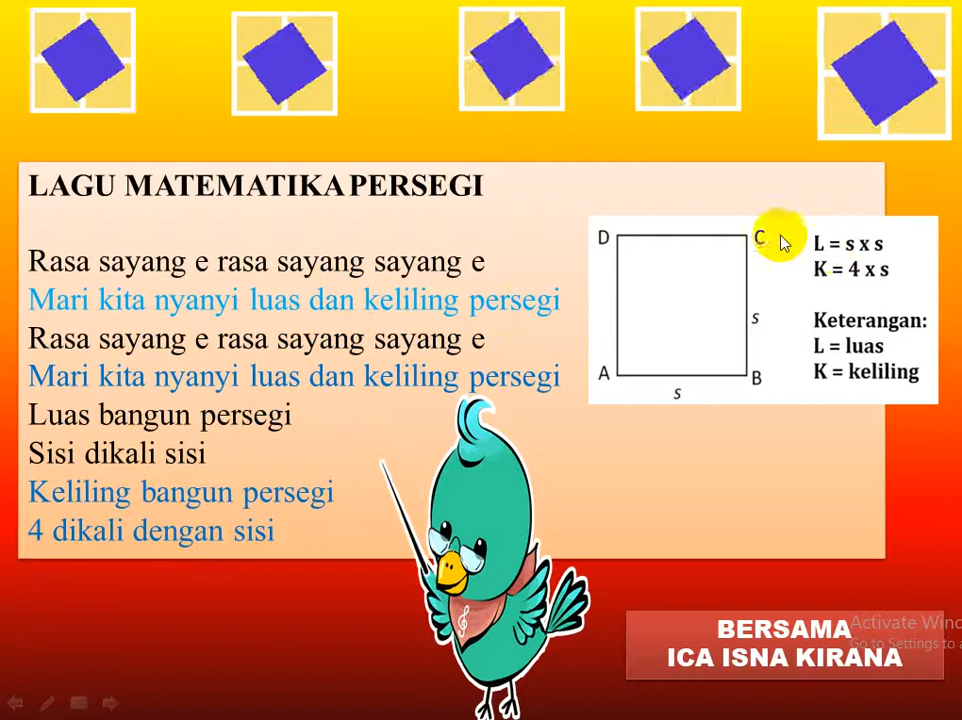 LAGU MATEMATIKA PERSEGI
Rasa sayang e rasa sayang sayang e
Mari kita nyanyi luas dan keliling persegi
Rasa sayang e rasa sayang sayang e
Mari kita nyanyi luas dan keliling persegi
Luas bangun persegi
Sisi dikali sisi
Keliling bangun persegi
4 dikali dengan sisi
D
C
s
A
B
s
L = s x s
K = 4 x s
Keterangan:
L = luas
K = keliling
BERSAMA
ICA ISNA KIRANA
Activate Winc
Go to Settings to a